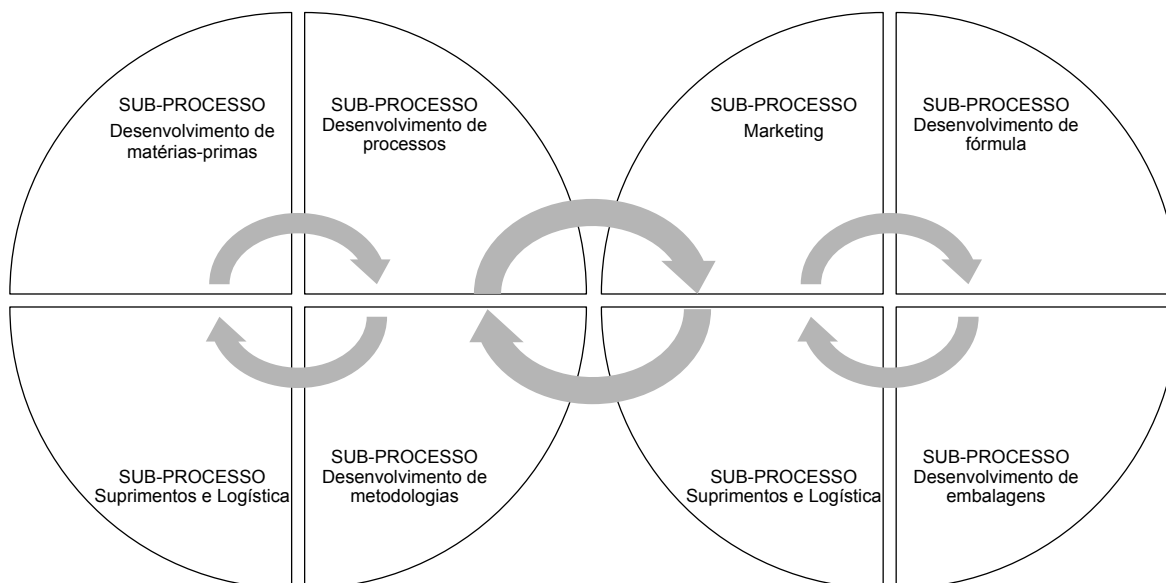 SUB-PROCESSO
Desenvolvimento de
matérias-primas
SUB-PROCESSO
Desenvolvimento de
processos
SUB-PROCESSO
Marketing
SUB-PROCESSO
Desenvolvimento de
fórmula
SUB-PROCESSO
Suprimentos e Logística
SUB-PROCESSO
Desenvolvimento de
metodologias
SUB-PROCESSO
Suprimentos e Logística
SUB-PROCESSO
Desenvolvimento de
embalagens